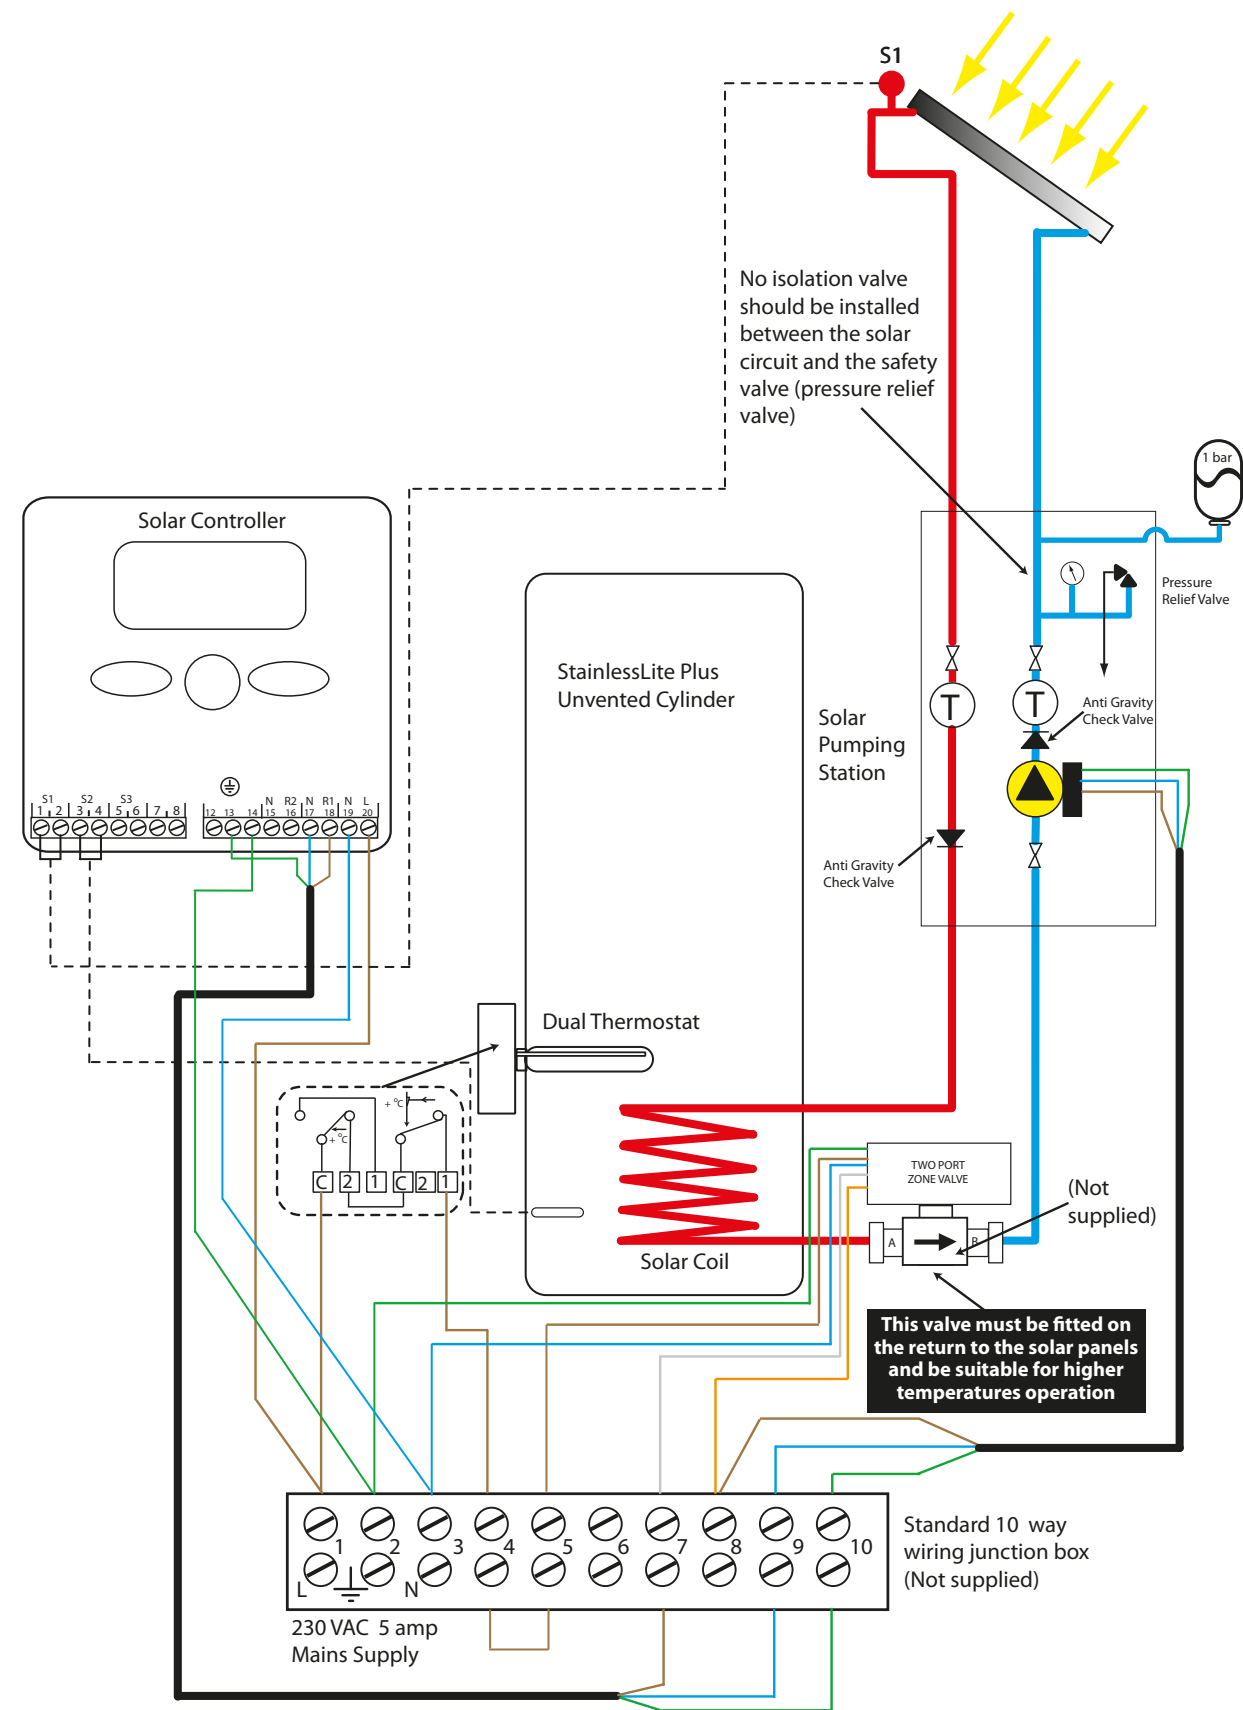 S1
No isolation valve
should be installed
between the solar
circuit and the safety
valve (pressure relief
valve)
1 bar
Pressure
Relief Valve
Solar Controller
StainlessLite Plus
Unvented Cylinder
T
T
Anti Gravity
Check Valve
Solar
Pumping
Station
S1 S2 S3
1 2 3 4 5 6 7 8
N R2 N R1 N L
12 13 14 15 16 17 18 19 20
Anti Gravity
Check Valve
Dual Thermostat
+ °C
+ °C
C 2 1 C 2 1
TWO PORT
ZONE VALVE
(Not
supplied)
A B
Solar Coil
This valve must be fitted on
the return to the solar panels
and be suitable for higher
temperatures operation
1 2 3 4 5 6 7 8 9 10
L N
Standard 10 way
wiring junction box
(Not supplied)
230 VAC 5 amp
Mains Supply